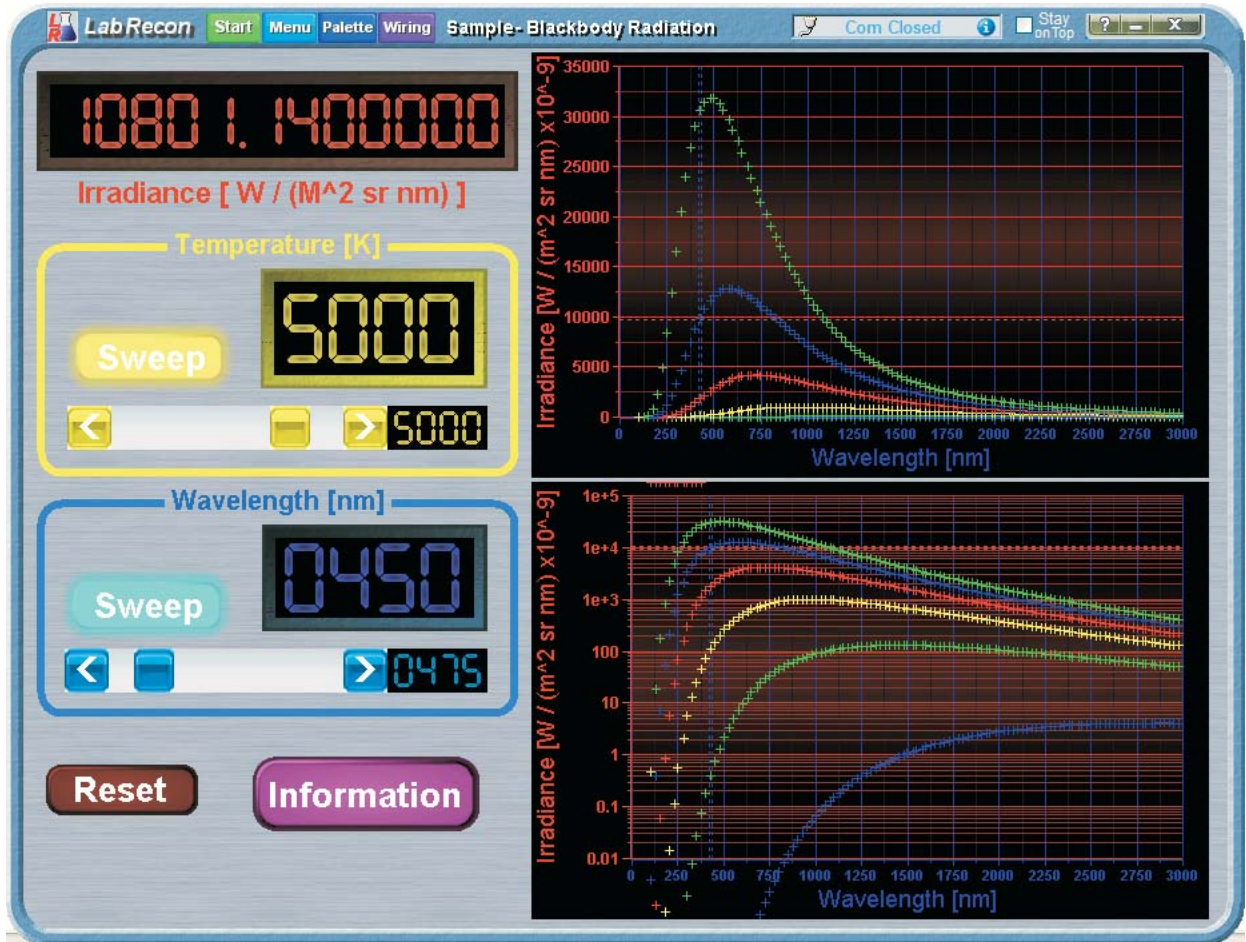 LR LabRecon Start Menu Palette Wiring Sample- Blackbody Radiation Com Closed i Stay onTop ? – X
10801.1400000
Irradiance [ W / (M^2 sr nm) ]
Temperature [K]
5000
Sweep
5000
Wavelength [nm]
0450
Sweep
0475
Reset
Information
Irradiance [W / (m^2 sr nm) x10^-9]
35000
30000
25000
20000
15000
10000
5000
0
0 250 500 750 1000 1250 1500 1750 2000 2250 2500 2750 3000
Wavelength [nm]
Irradiance [W / (m^2 sr nm) x10^-9]
1e+5
1e+4
1e+3
100
10
1
0.1
0.01
0 250 500 750 1000 1250 1500 1750 2000 2250 2500 2750 3000
Wavelength [nm]